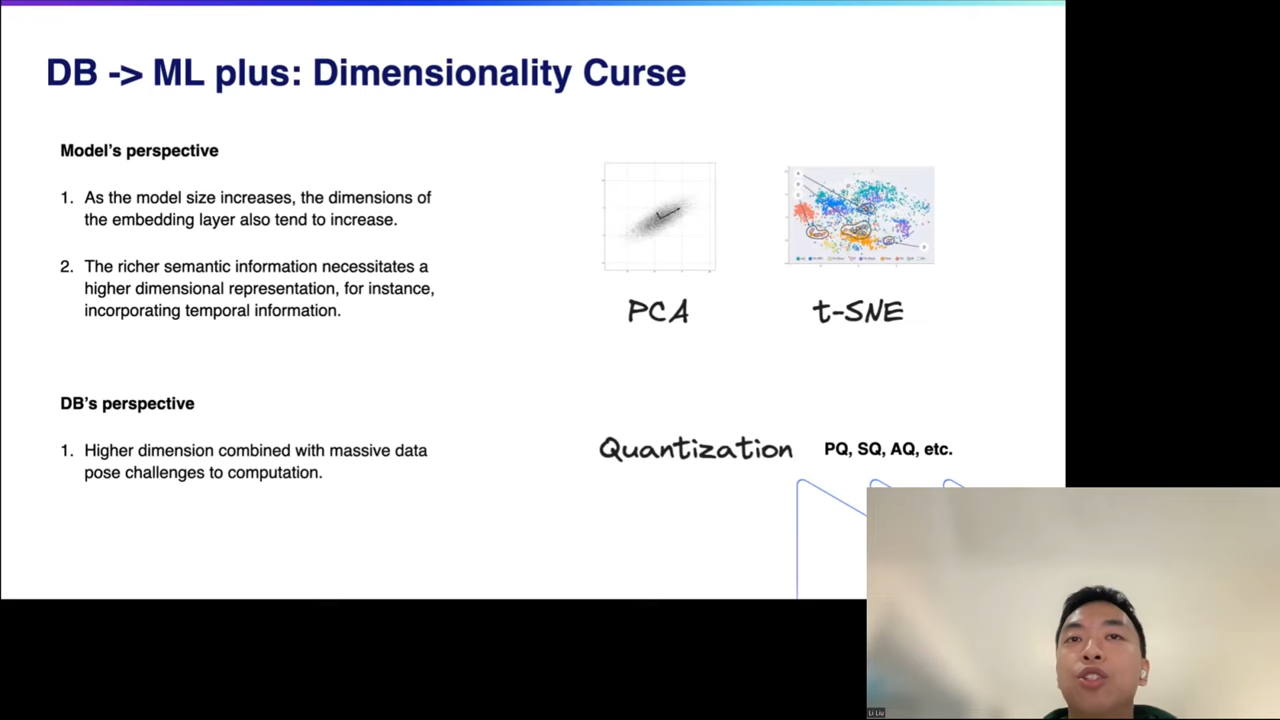 DB -> ML plus: Dimensionality Curse
Model's perspective
1. As the model size increases, the dimensions of
the embedding layer also tend to increase.
2. The richer semantic information necessitates a
higher dimensional representation, for instance,
incorporating temporal information.
PCA
t-SNE
DB's perspective
1. Higher dimension combined with massive data
pose challenges to computation.
Quantization
PQ, SQ, AQ, etc.
Li Liu